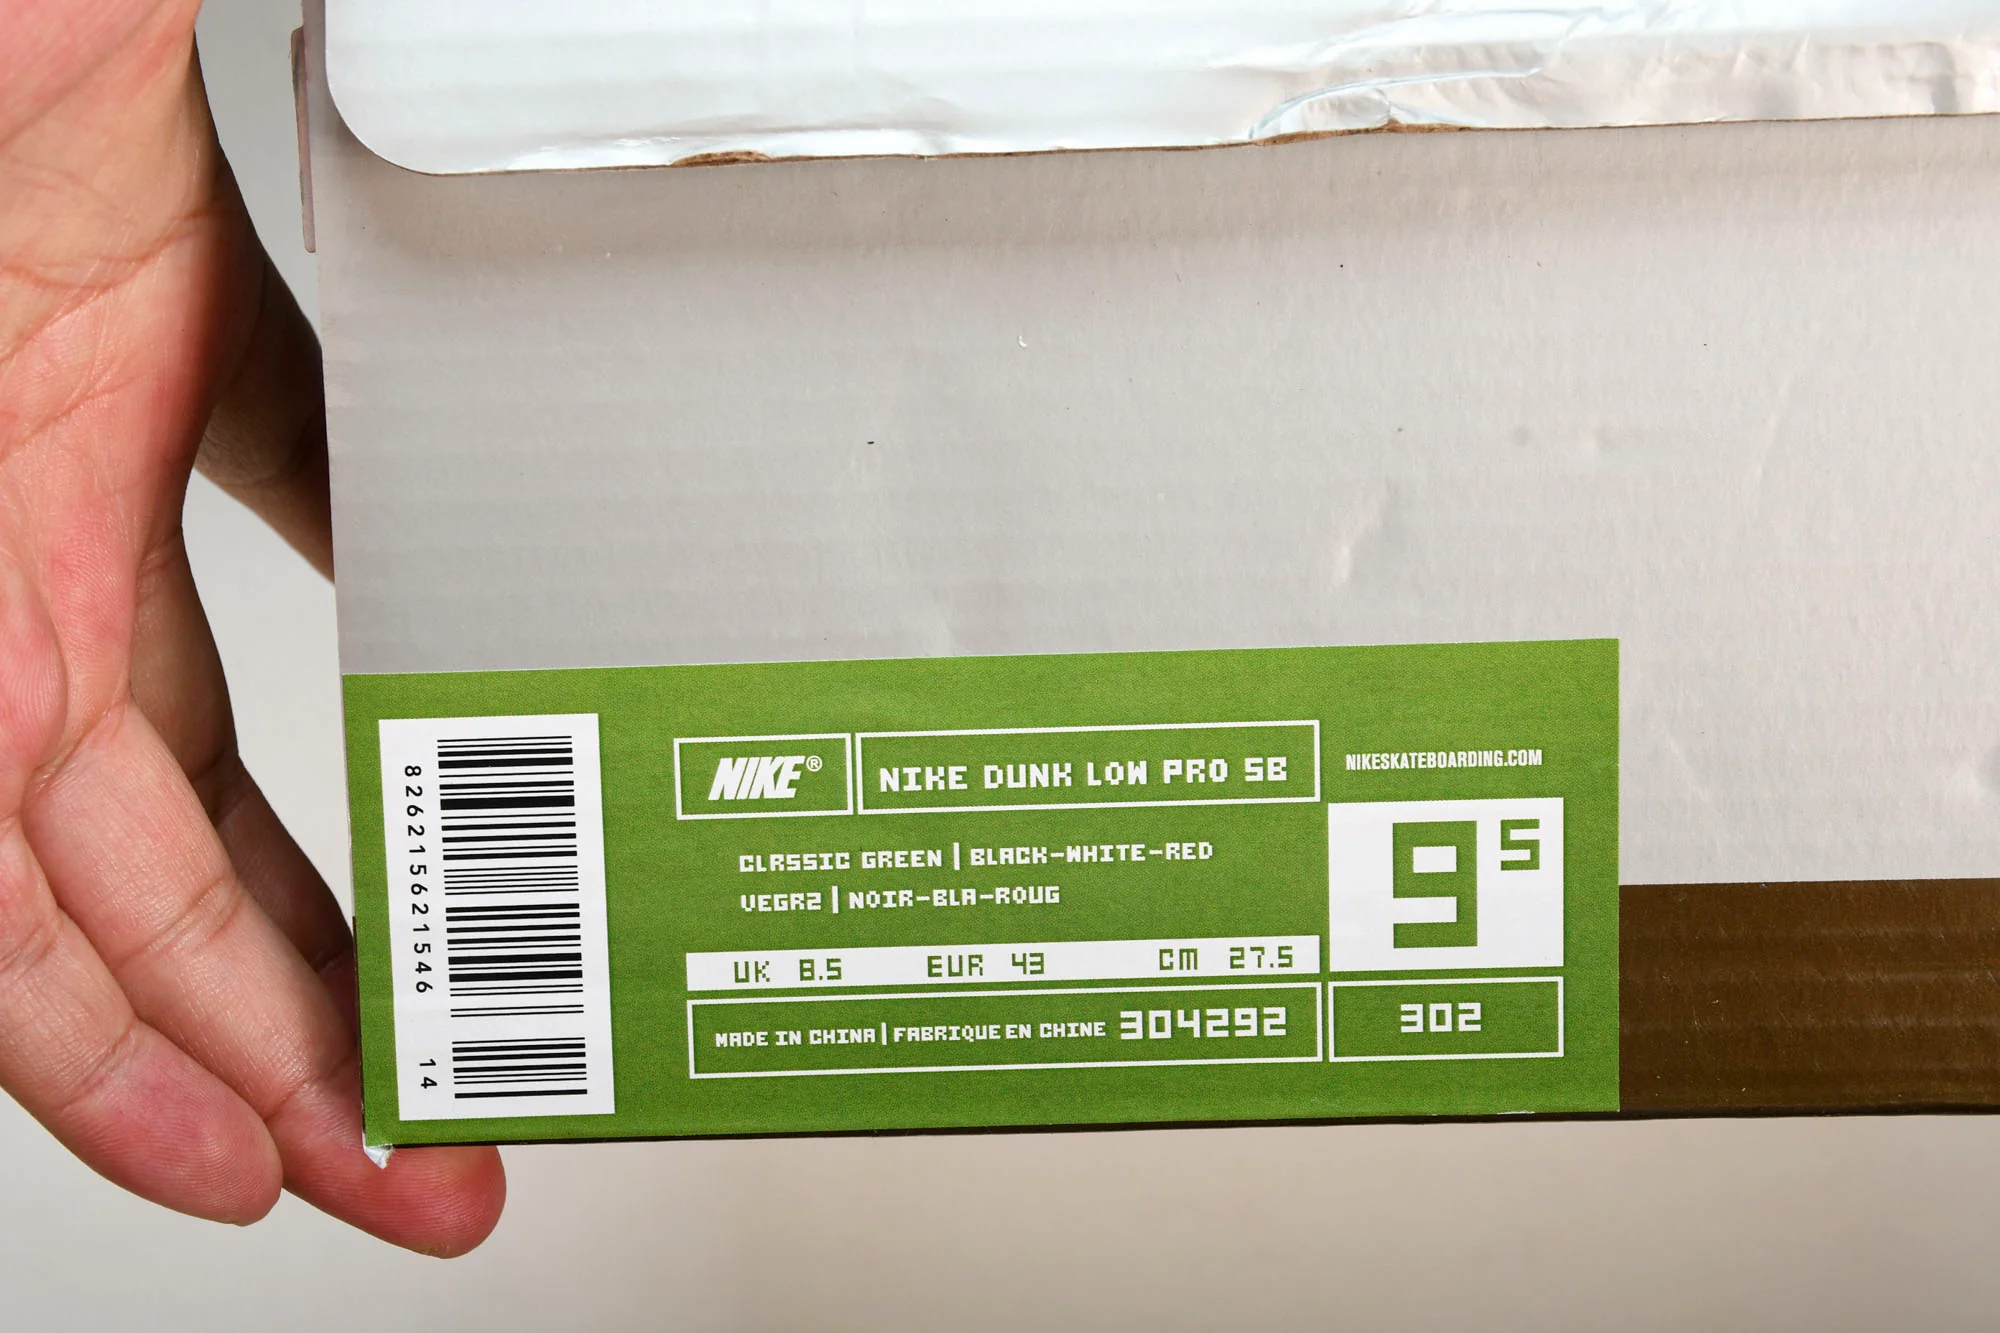 826215621546 14
NIKE®
NIKE DUNK LOW PRO SB
NIKESKATEBOARDING.COM
CLASSIC GREEN | BLACK-WHITE-RED
VEGR2 | NOIR-BLA-ROUG
9 5
UK 8.5 EUR 43 CM 27.5
MADE IN CHINA | FABRIQUE EN CHINE 304292
302